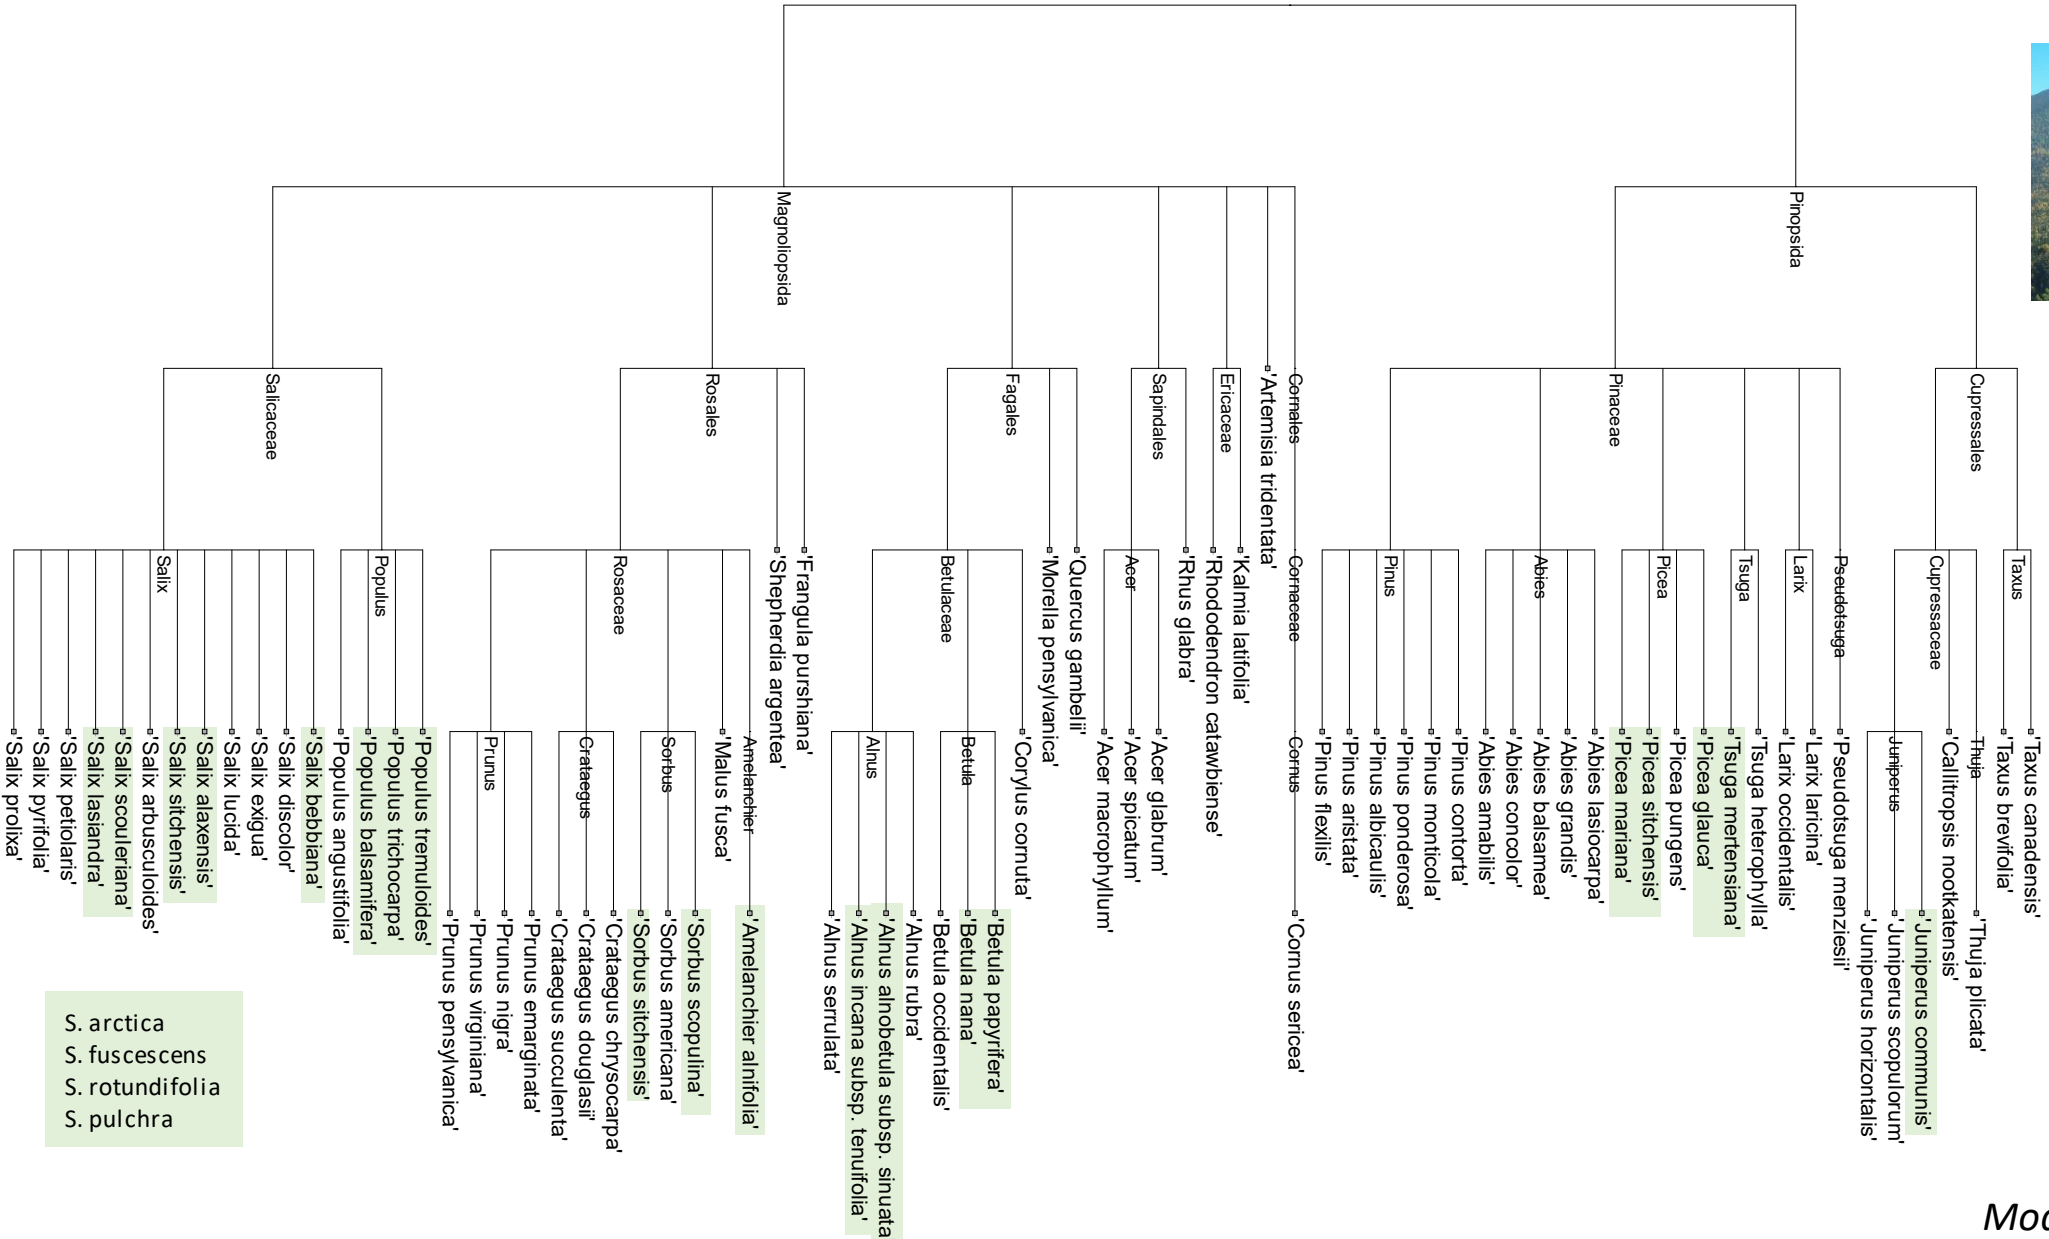 Magnoliopsida
Pinopsida
Salicaceae
Rosales
Fagales
Sapindales
Ericaceae
'Artemisia tridentata'
Cornales
Pinaceae
Cupressales
Salix
Populus
Rosaceae
'Shepherdia argentea'
'Frangula purshiana'
Betulaceae
'Morella pensylvanica'
'Quercus gambelii'
Acer
'Rhus glabra'
'Rhododendron catawbiense'
'Kalmia latifolia'
Cornaceae
Pinus
Abies
Picea
Tsuga
Larix
Pseudotsuga
Cupressaceae
Taxus
'Salix prolixa'
'Salix pyrifolia'
'Salix petiolaris'
'Salix lasiandra'
'Salix scouleriana'
'Salix arbusculoides'
'Salix sitchensis'
'Salix alaxensis'
'Salix lucida'
'Salix exigua'
'Salix discolor'
'Salix bebbiana'
'Populus angustifolia'
'Populus balsamifera'
'Populus trichocarpa'
'Populus tremuloides'
Prunus
Crataegus
Sorbus
'Malus fusca'
Amelanchier
Alnus
Betula
'Corylus cornuta'
'Acer macrophyllum'
'Acer spicatum'
'Acer glabrum'
Cornus
'Pinus flexilis'
'Pinus aristata'
'Pinus albicaulis'
'Pinus ponderosa'
'Pinus monticola'
'Pinus contorta'
'Abies amabilis'
'Abies concolor'
'Abies balsamea'
'Abies grandis'
'Abies lasiocarpa'
'Picea mariana'
'Picea sitchensis'
'Picea pungens'
'Picea glauca'
'Tsuga mertensiana'
'Tsuga heterophylla'
'Larix occidentalis'
'Larix laricina'
'Pseudotsuga menziesii'
Juniperus
'Callitropsis nootkatensis'
Thuja
'Taxus brevifolia'
'Taxus canadensis'
'Prunus pensylvanica'
'Prunus virginiana'
'Prunus nigra'
'Prunus emarginata'
'Crataegus succulenta'
'Crataegus douglasii'
'Crataegus chrysocarpa'
'Sorbus sitchensis'
'Sorbus americana'
'Sorbus scopulina'
'Amelanchier alnifolia'
'Alnus serrulata'
'Alnus incana subsp. tenuifolia'
'Alnus alnobetula subsp. sinuata
'Alnus rubra'
'Betula occidentalis'
'Betula nana'
'Betula papyrifera'
'Cornus sericea'
'Juniperus horizontalis'
'Juniperus scopulorum'
'Juniperus communis'
'Thuja plicata'
S. arctica
S. fuscescens
S. rotundifolia
S. pulchra